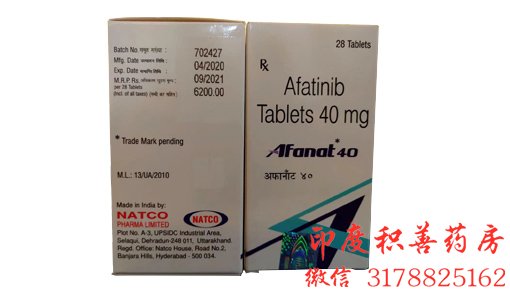 Batch No. 702427
Mfg. Date 04/2020
Exp. Date 09/2021
M.R.P. Rs. 6200.00
per 28 Tablets
(Incl. of all taxes)
* Trade Mark pending
M.L.: 13/UA/2010
Made in India by:
NATCO
PHARMA LIMITED
NATCO
Plot No. A-3, UPSIDC Industrial Area,
Selaqui, Dehradun-248 011, Uttarakhand.
Regd. Office: Natco House, Road No.2,
Banjara Hills, Hyderabad - 500 034.
28 Tablets
Rx
Afatinib
Tablets 40 mg
Afanat* 40
अफानॅट ४०
印度积善药房
微信 3178825162